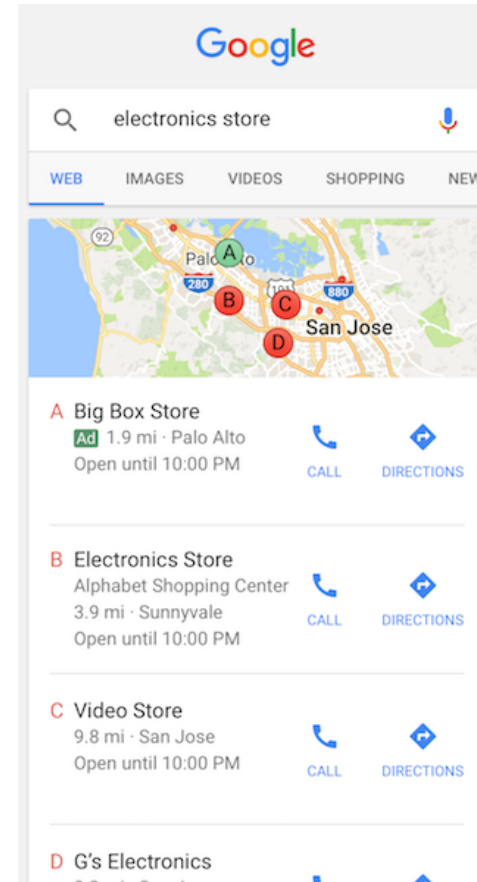 Google
electronics store
WEB IMAGES VIDEOS SHOPPING NEW
92
Palo Alto
A
280
101
880
B
C
San Jose
D
A Big Box Store
Ad 1.9 mi · Palo Alto
Open until 10:00 PM
CALL DIRECTIONS
B Electronics Store
Alphabet Shopping Center
3.9 mi · Sunnyvale
Open until 10:00 PM
CALL DIRECTIONS
C Video Store
9.8 mi · San Jose
Open until 10:00 PM
CALL DIRECTIONS
D G's Electronics